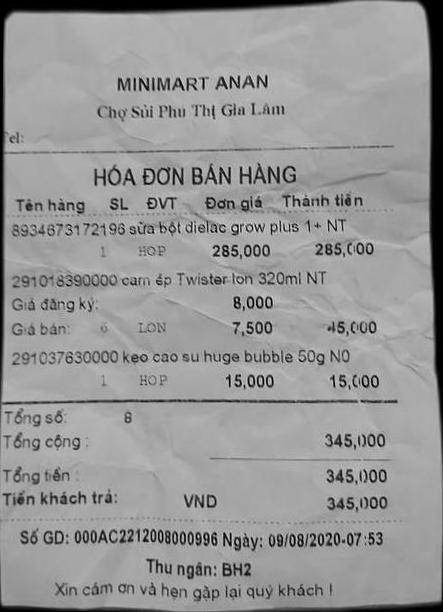 MINIMART ANAN
Chợ Sủi Phu Thị Gia Lâm
Tel:
HÓA ĐƠN BÁN HÀNG
Tên hàng SL ĐVT Đơn giá Thành tiền
8934673172196 sữa bột dielac grow plus 1+ NT
1 HOP 285,000 285,000
291018390000 cam ép Twister lon 320ml NT
Giá đăng ký: 8,000
Giá bán: 6 LON 7,500 45,000
291037630000 kẹo cao su huge bubble 50g N0
1 HOP 15,000 15,000
Tổng số: 8
Tổng cộng : 345,000
Tổng tiền : 345,000
Tiền khách trả: VND 345,000
Số GD: 000AC2212008000996 Ngày: 09/08/2020-07:53
Thu ngân: BH2
Xin cám ơn và hẹn gặp lại quý khách !